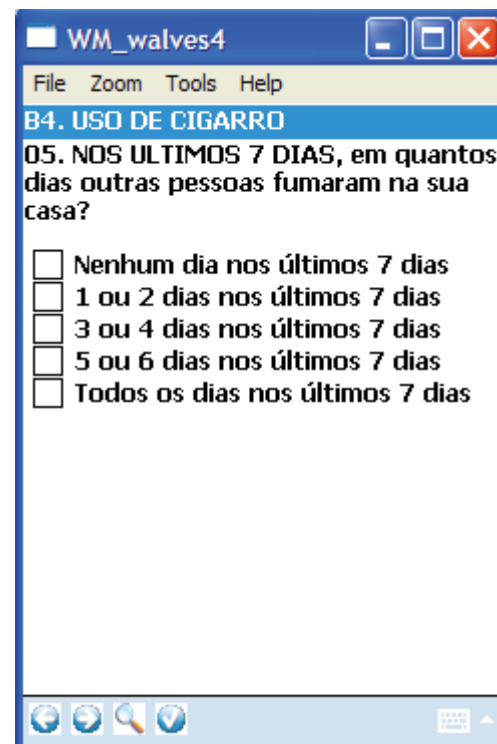 WM_walves4
File Zoom Tools Help
B4. USO DE CIGARRO
05. NOS ULTIMOS 7 DIAS, em quantos
dias outras pessoas fumaram na sua
casa?
Nenhum dia nos últimos 7 dias
1 ou 2 dias nos últimos 7 dias
3 ou 4 dias nos últimos 7 dias
5 ou 6 dias nos últimos 7 dias
Todos os dias nos últimos 7 dias